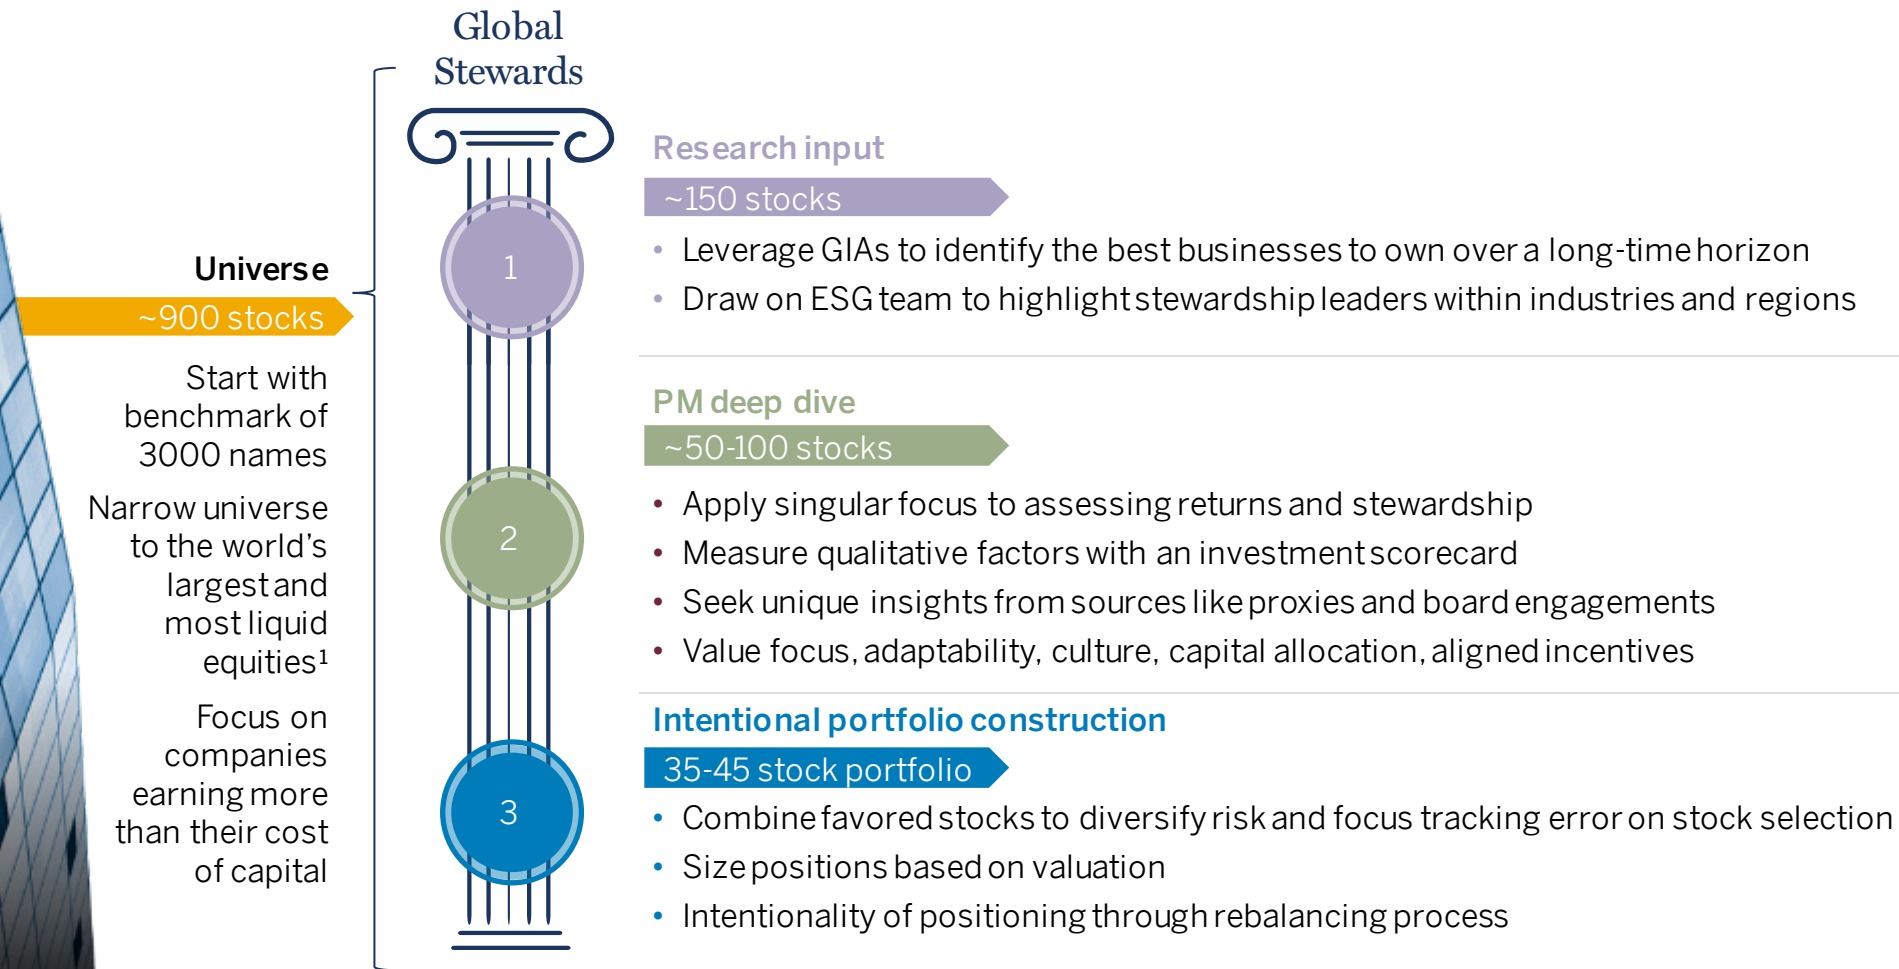 Global
Stewards
Universe
~900 stocks
Start with
benchmark of
3000 names
Narrow universe
to the world's
largest and
most liquid
equities¹
Focus on
companies
earning more
than their cost
of capital
1
Research input
~150 stocks
• Leverage GIAs to identify the best businesses to own over a long-time horizon
• Draw on ESG team to highlight stewardship leaders within industries and regions
2
PM deep dive
~50-100 stocks
• Apply singular focus to assessing returns and stewardship
• Measure qualitative factors with an investment scorecard
• Seek unique insights from sources like proxies and board engagements
• Value focus, adaptability, culture, capital allocation, aligned incentives
3
Intentional portfolio construction
35-45 stock portfolio
• Combine favored stocks to diversify risk and focus tracking error on stock selection
• Size positions based on valuation
• Intentionality of positioning through rebalancing process